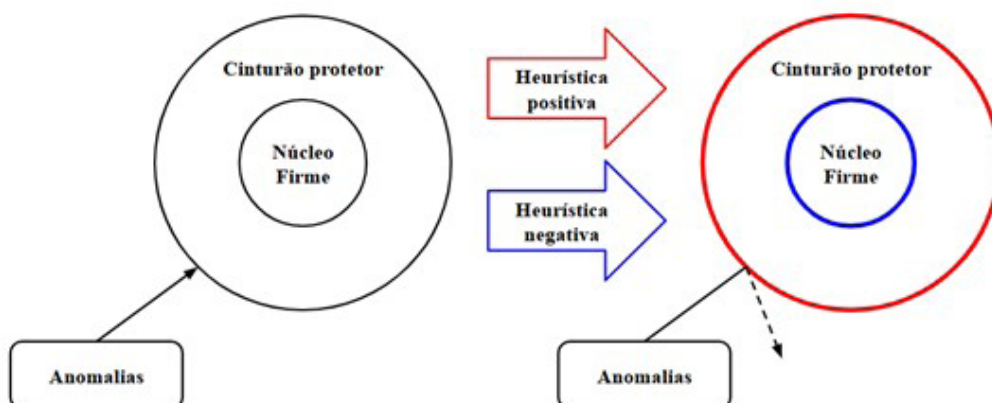 Cinturão protetor
Núcleo
Firme
Anomalias
Heurística
positiva
Heurística
negativa
Cinturão protetor
Núcleo
Firme
Anomalias